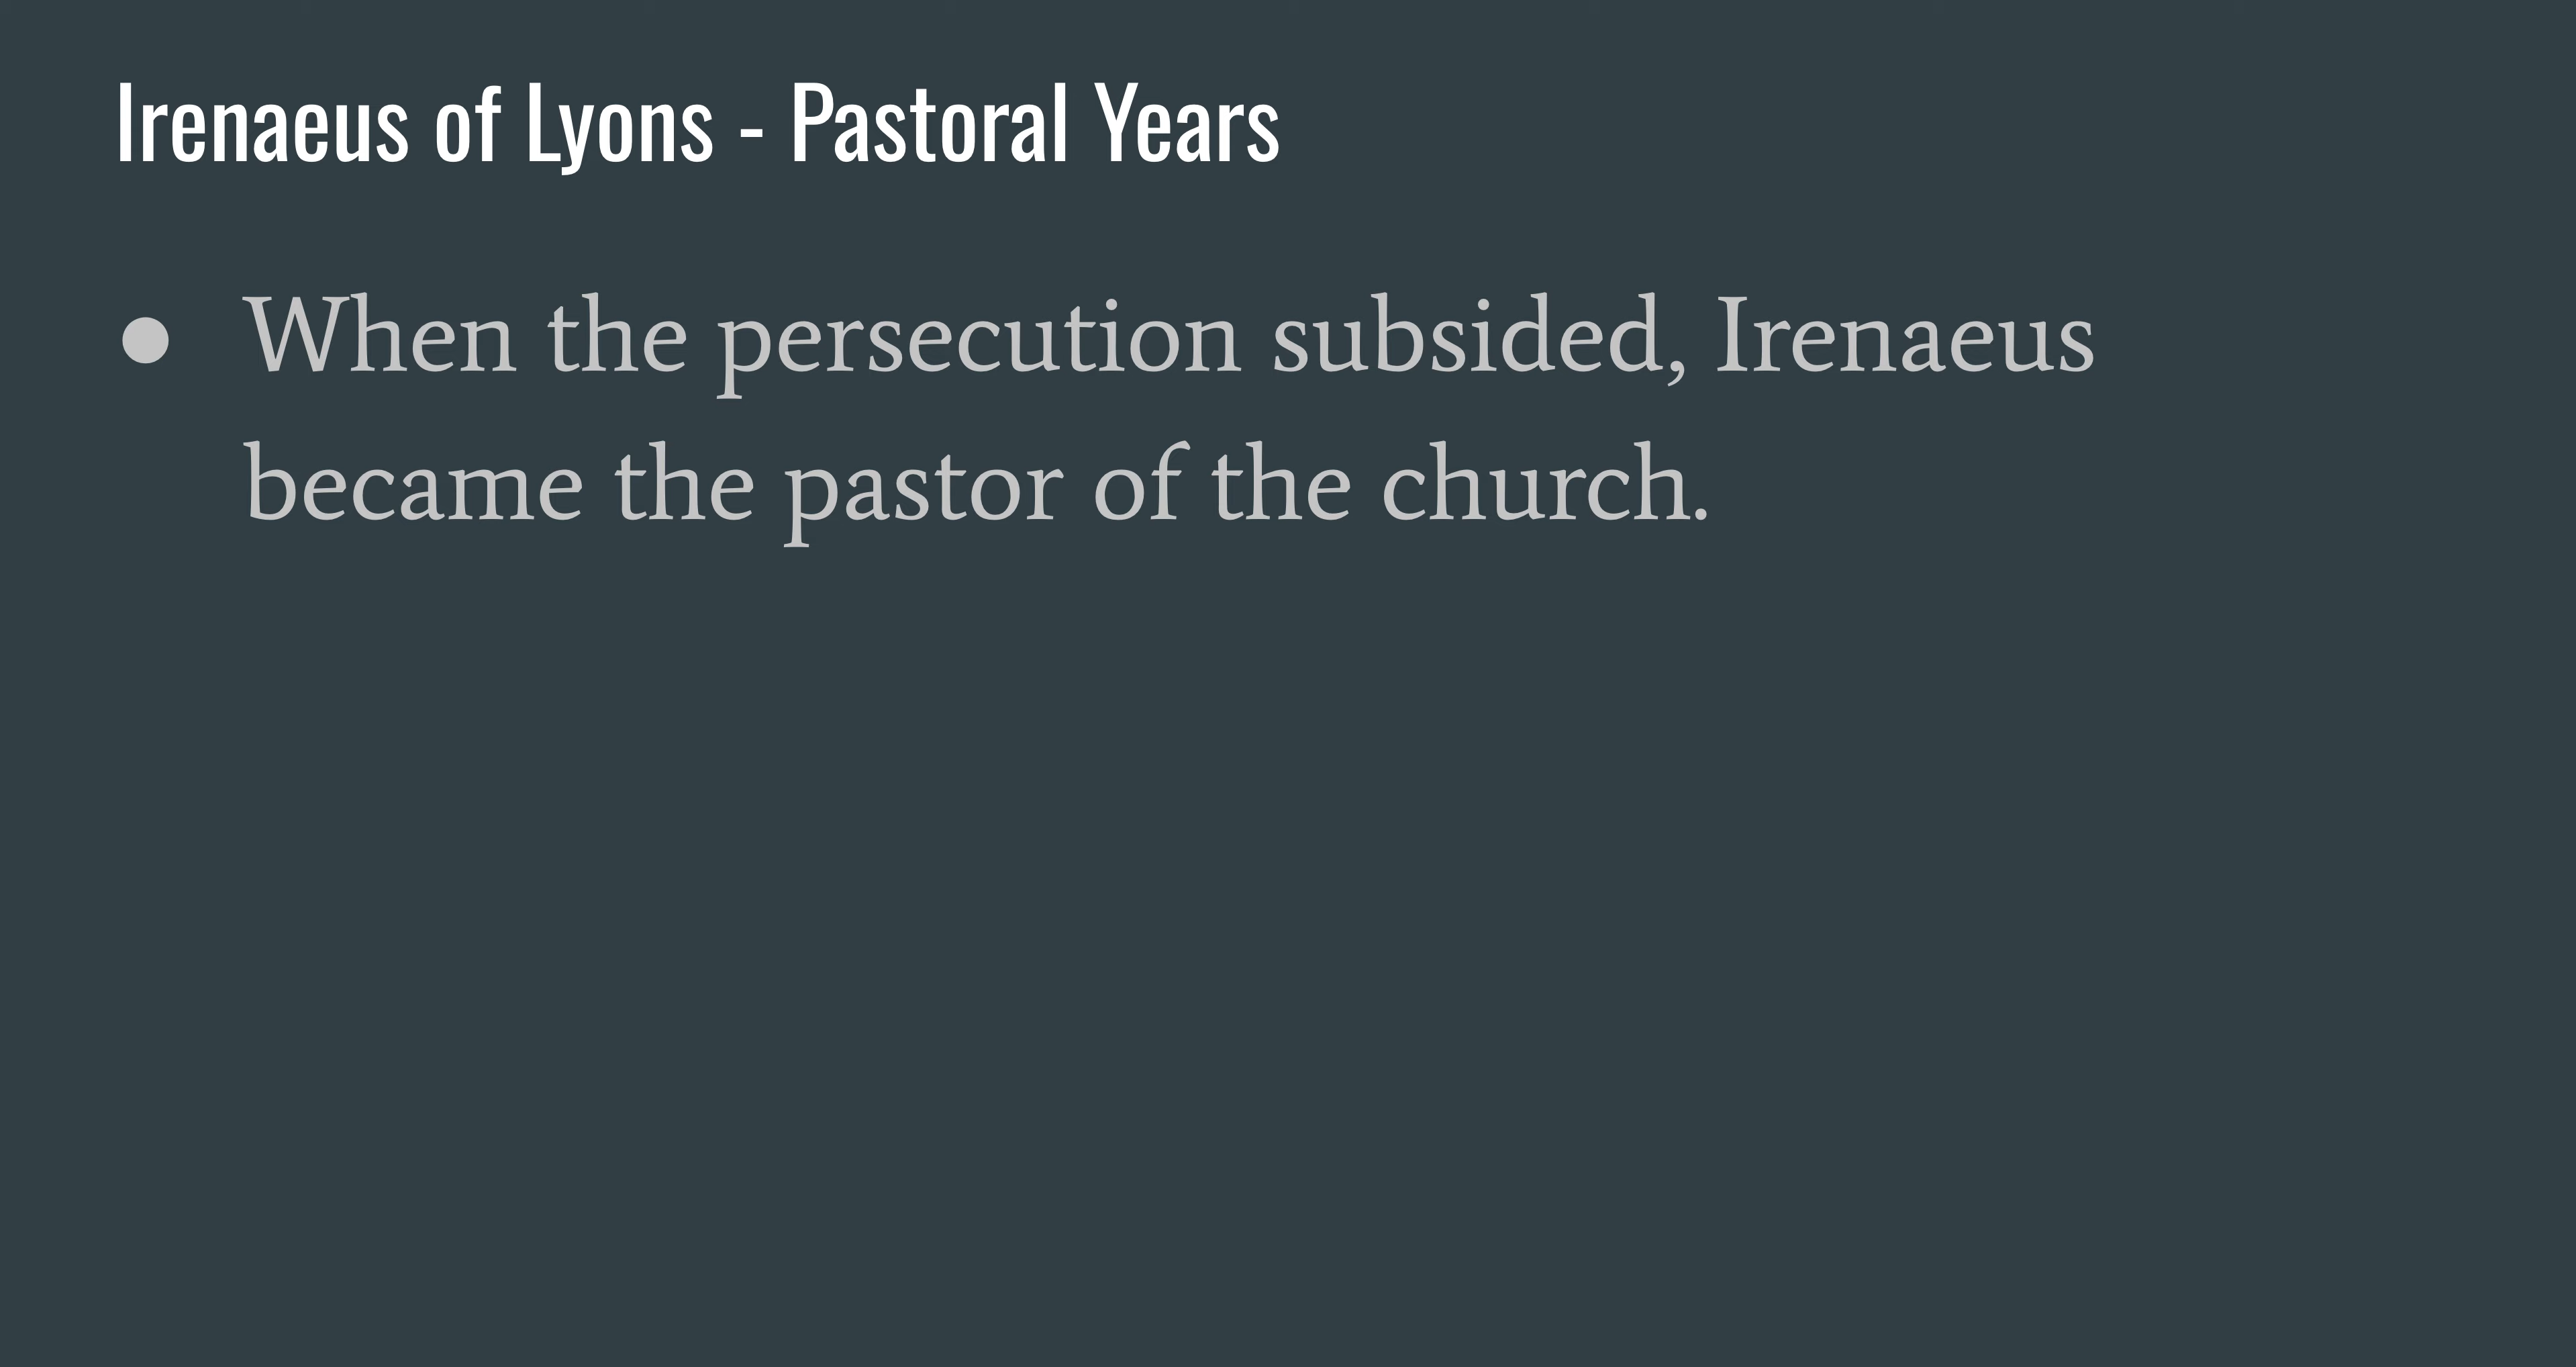 Irenaeus of Lyons - Pastoral Years
● When the persecution subsided, Irenaeus
became the pastor of the church.